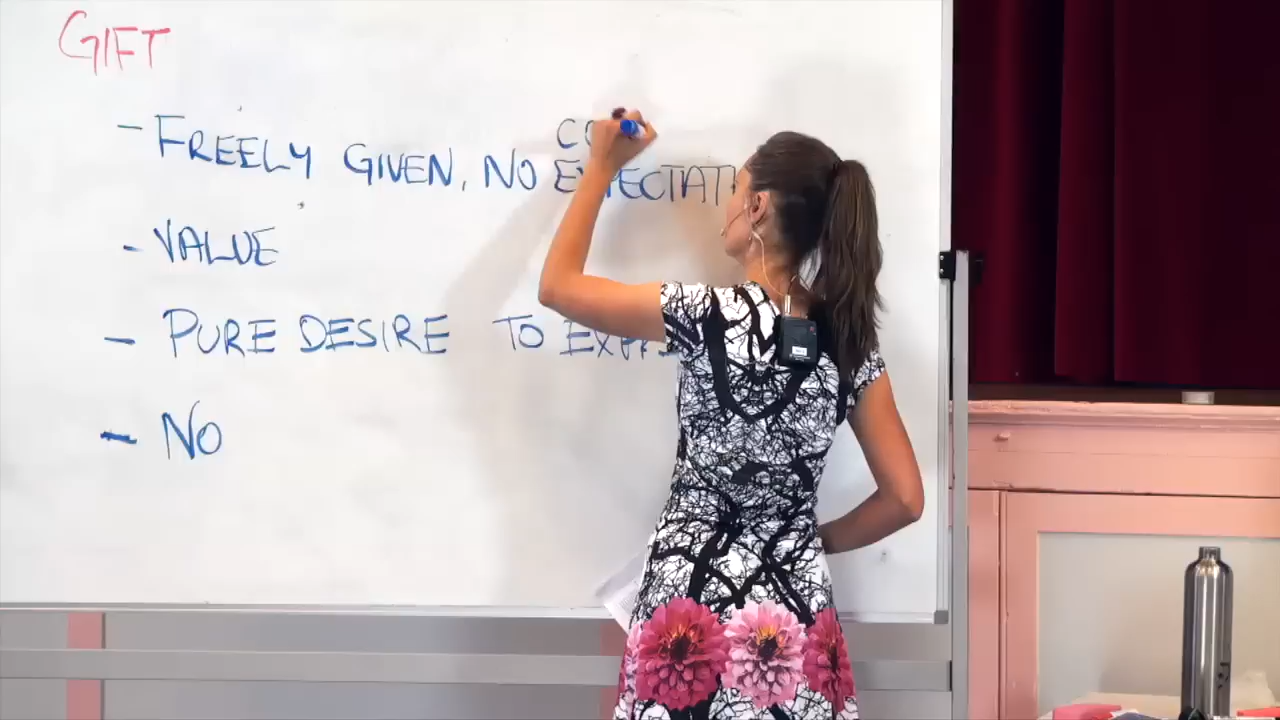 GIFT
- FREELY GIVEN, NO
- VALUE
- PURE DESIRE TO
- NO